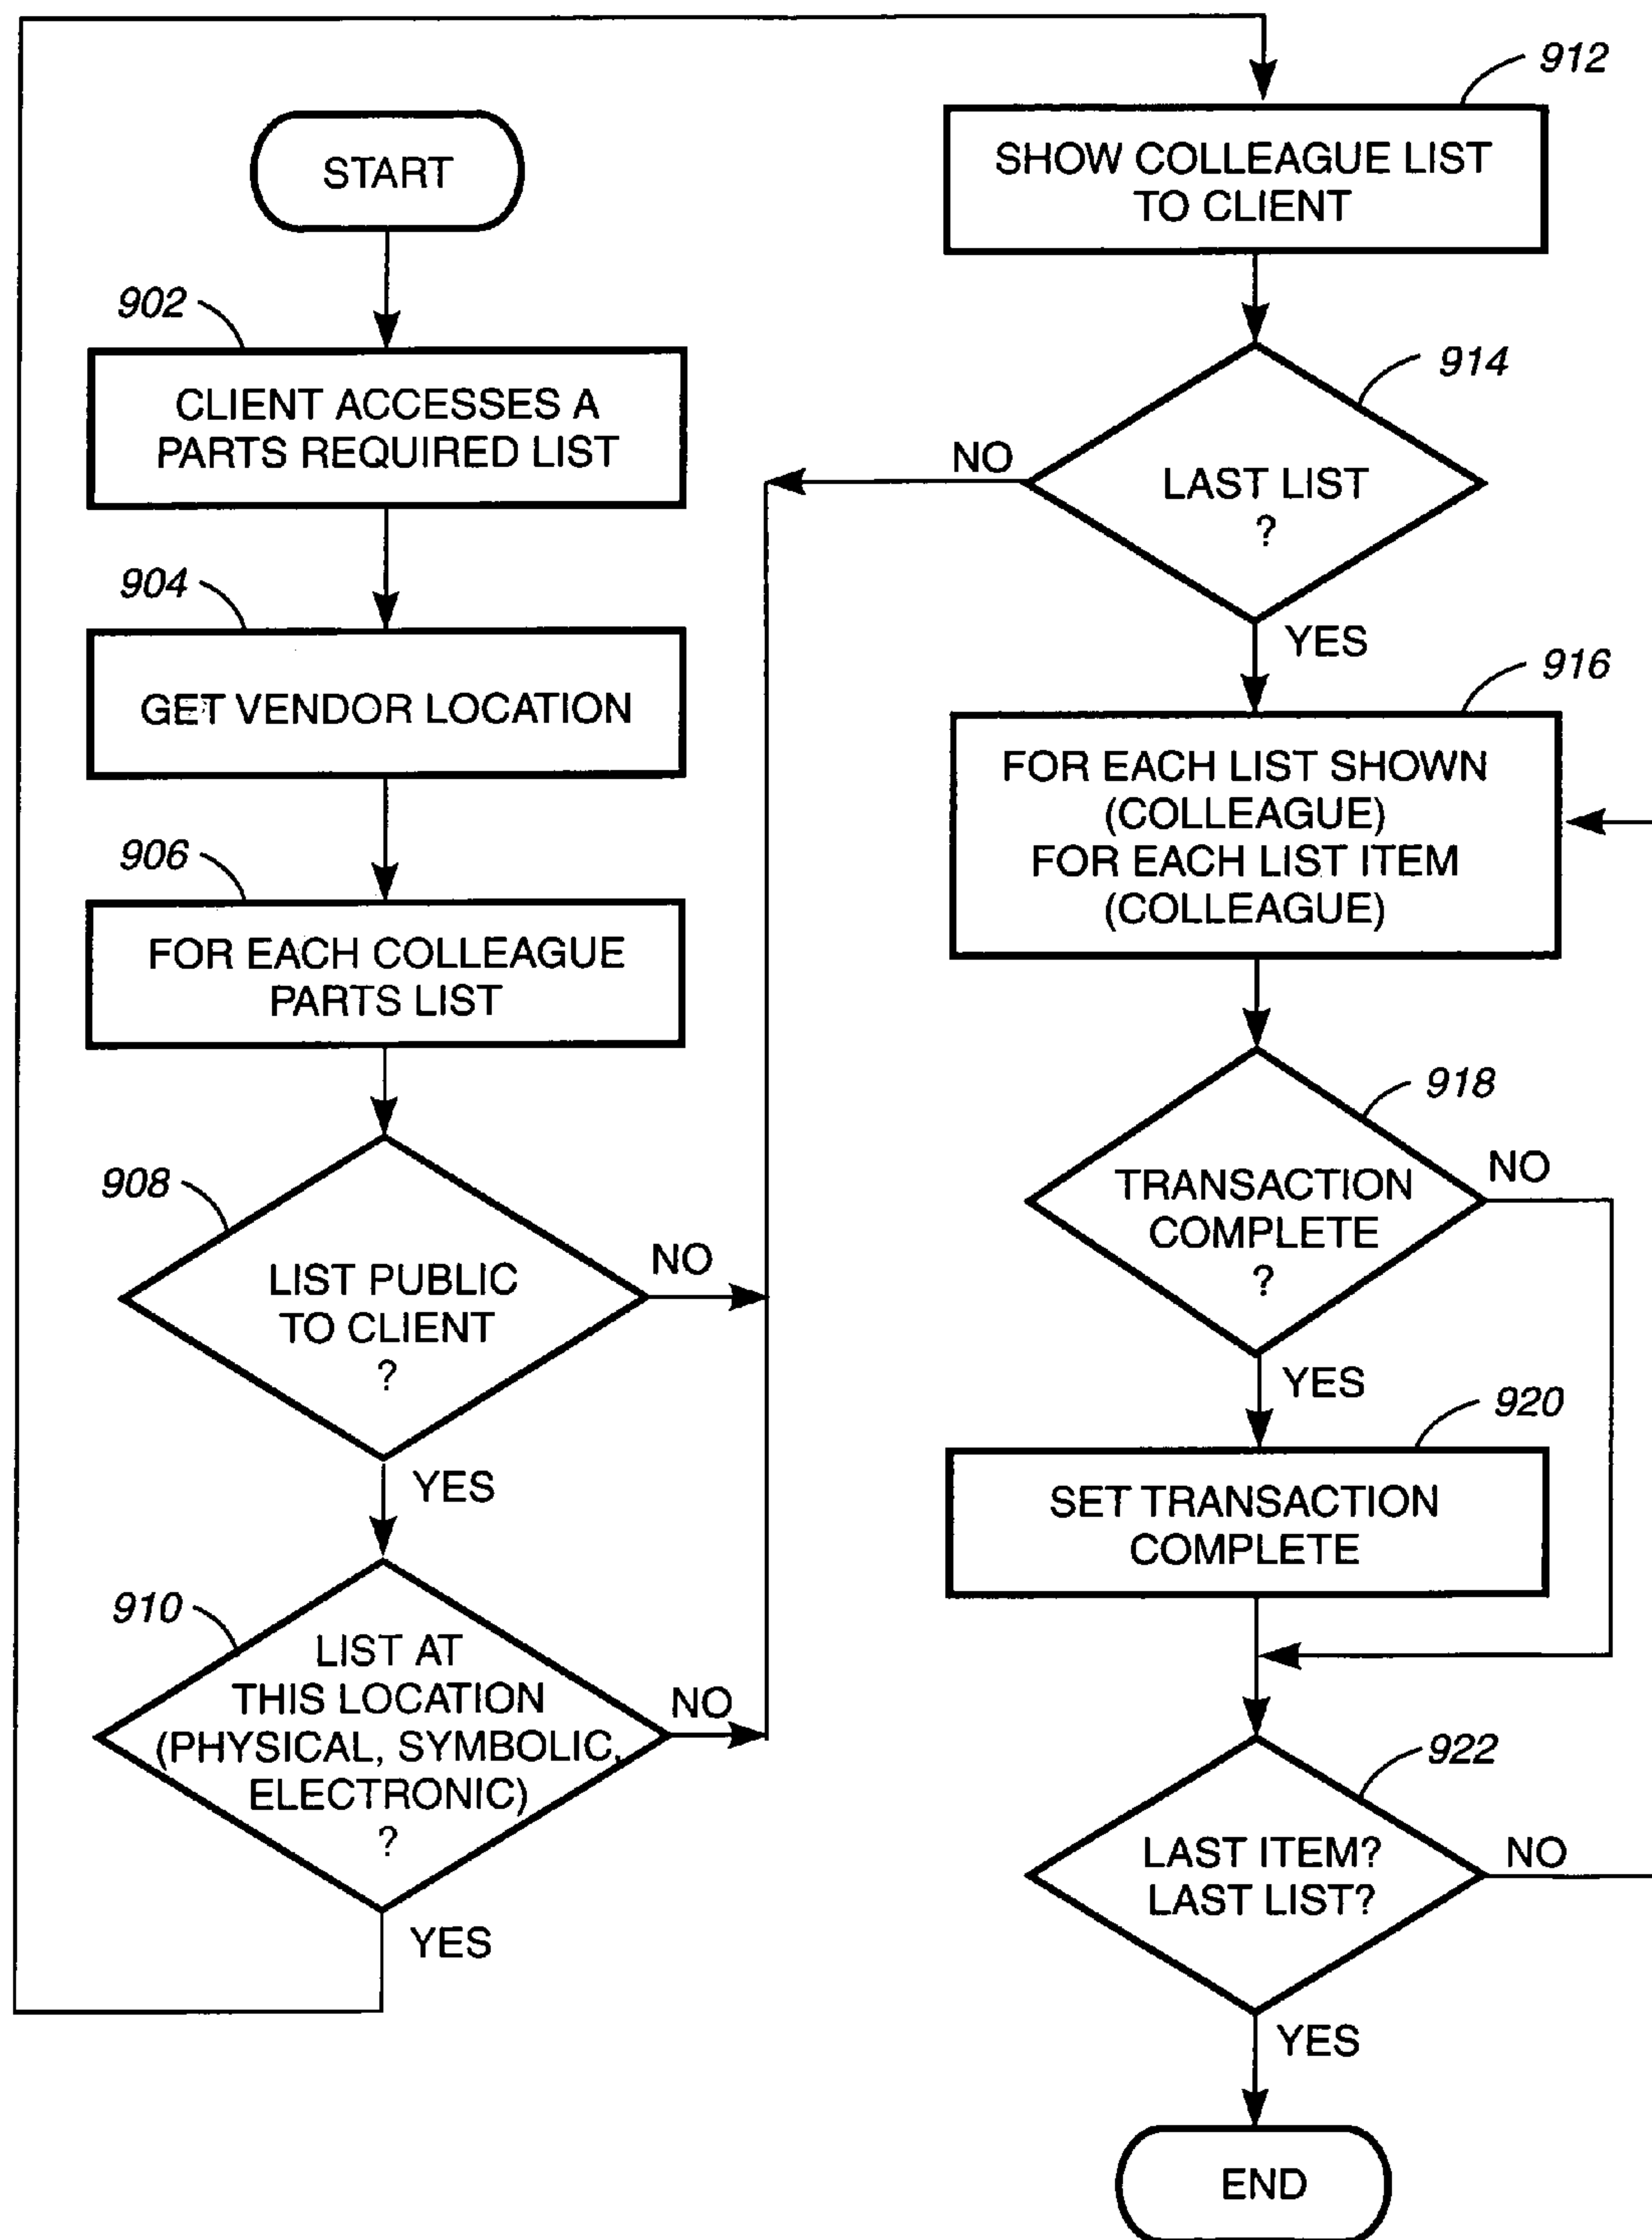 START
902
CLIENT ACCESSES A
PARTS REQUIRED LIST
904
GET VENDOR LOCATION
906
FOR EACH COLLEAGUE
PARTS LIST
908
LIST PUBLIC
TO CLIENT
?
NO
YES
910
LIST AT
THIS LOCATION
(PHYSICAL, SYMBOLIC,
ELECTRONIC)
?
NO
YES
912
SHOW COLLEAGUE LIST
TO CLIENT
914
LAST LIST
?
NO
YES
916
FOR EACH LIST SHOWN
(COLLEAGUE)
FOR EACH LIST ITEM
(COLLEAGUE)
918
TRANSACTION
COMPLETE
?
NO
YES
920
SET TRANSACTION
COMPLETE
922
LAST ITEM?
LAST LIST?
NO
YES
END